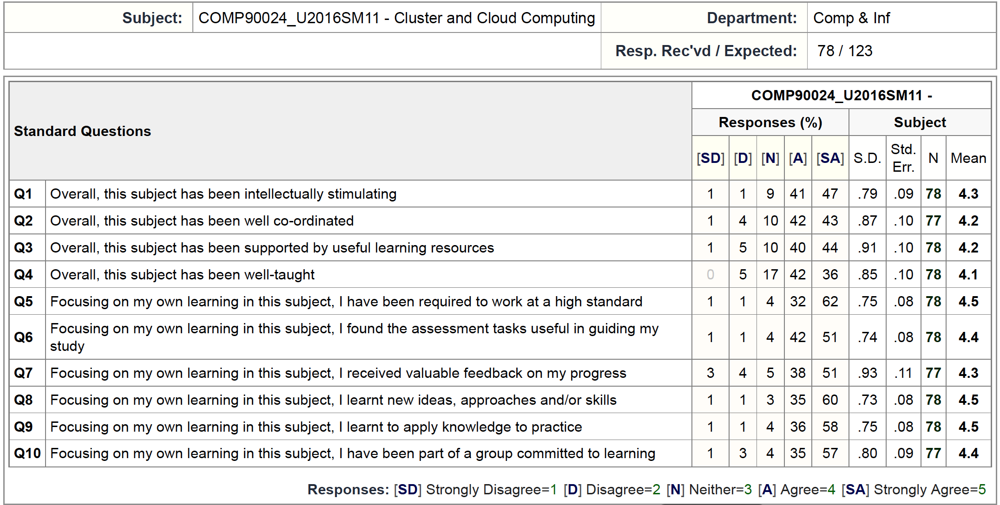 Subject: COMP90024_U2016SM11 - Cluster and Cloud Computing Department: Comp & Inf
Resp. Rec'vd / Expected: 78 / 123
COMP90024_U2016SM11 -
Standard Questions Responses (%) Subject
[SD] [D] [N] [A] [SA] S.D. Std. Err. N Mean
Q1 Overall, this subject has been intellectually stimulating 1 1 9 41 47 .79 .09 78 4.3
Q2 Overall, this subject has been well co-ordinated 1 4 10 42 43 .87 .10 77 4.2
Q3 Overall, this subject has been supported by useful learning resources 1 5 10 40 44 .91 .10 78 4.2
Q4 Overall, this subject has been well-taught 0 5 17 42 36 .85 .10 78 4.1
Q5 Focusing on my own learning in this subject, I have been required to work at a high standard 1 1 4 32 62 .75 .08 78 4.5
Q6 Focusing on my own learning in this subject, I found the assessment tasks useful in guiding my
study 1 1 4 42 51 .74 .08 78 4.4
Q7 Focusing on my own learning in this subject, I received valuable feedback on my progress 3 4 5 38 51 .93 .11 77 4.3
Q8 Focusing on my own learning in this subject, I learnt new ideas, approaches and/or skills 1 1 3 35 60 .73 .08 78 4.5
Q9 Focusing on my own learning in this subject, I learnt to apply knowledge to practice 1 1 4 36 58 .75 .08 78 4.5
Q10 Focusing on my own learning in this subject, I have been part of a group committed to learning 1 3 4 35 57 .80 .09 77 4.4
Responses: [SD] Strongly Disagree=1 [D] Disagree=2 [N] Neither=3 [A] Agree=4 [SA] Strongly Agree=5